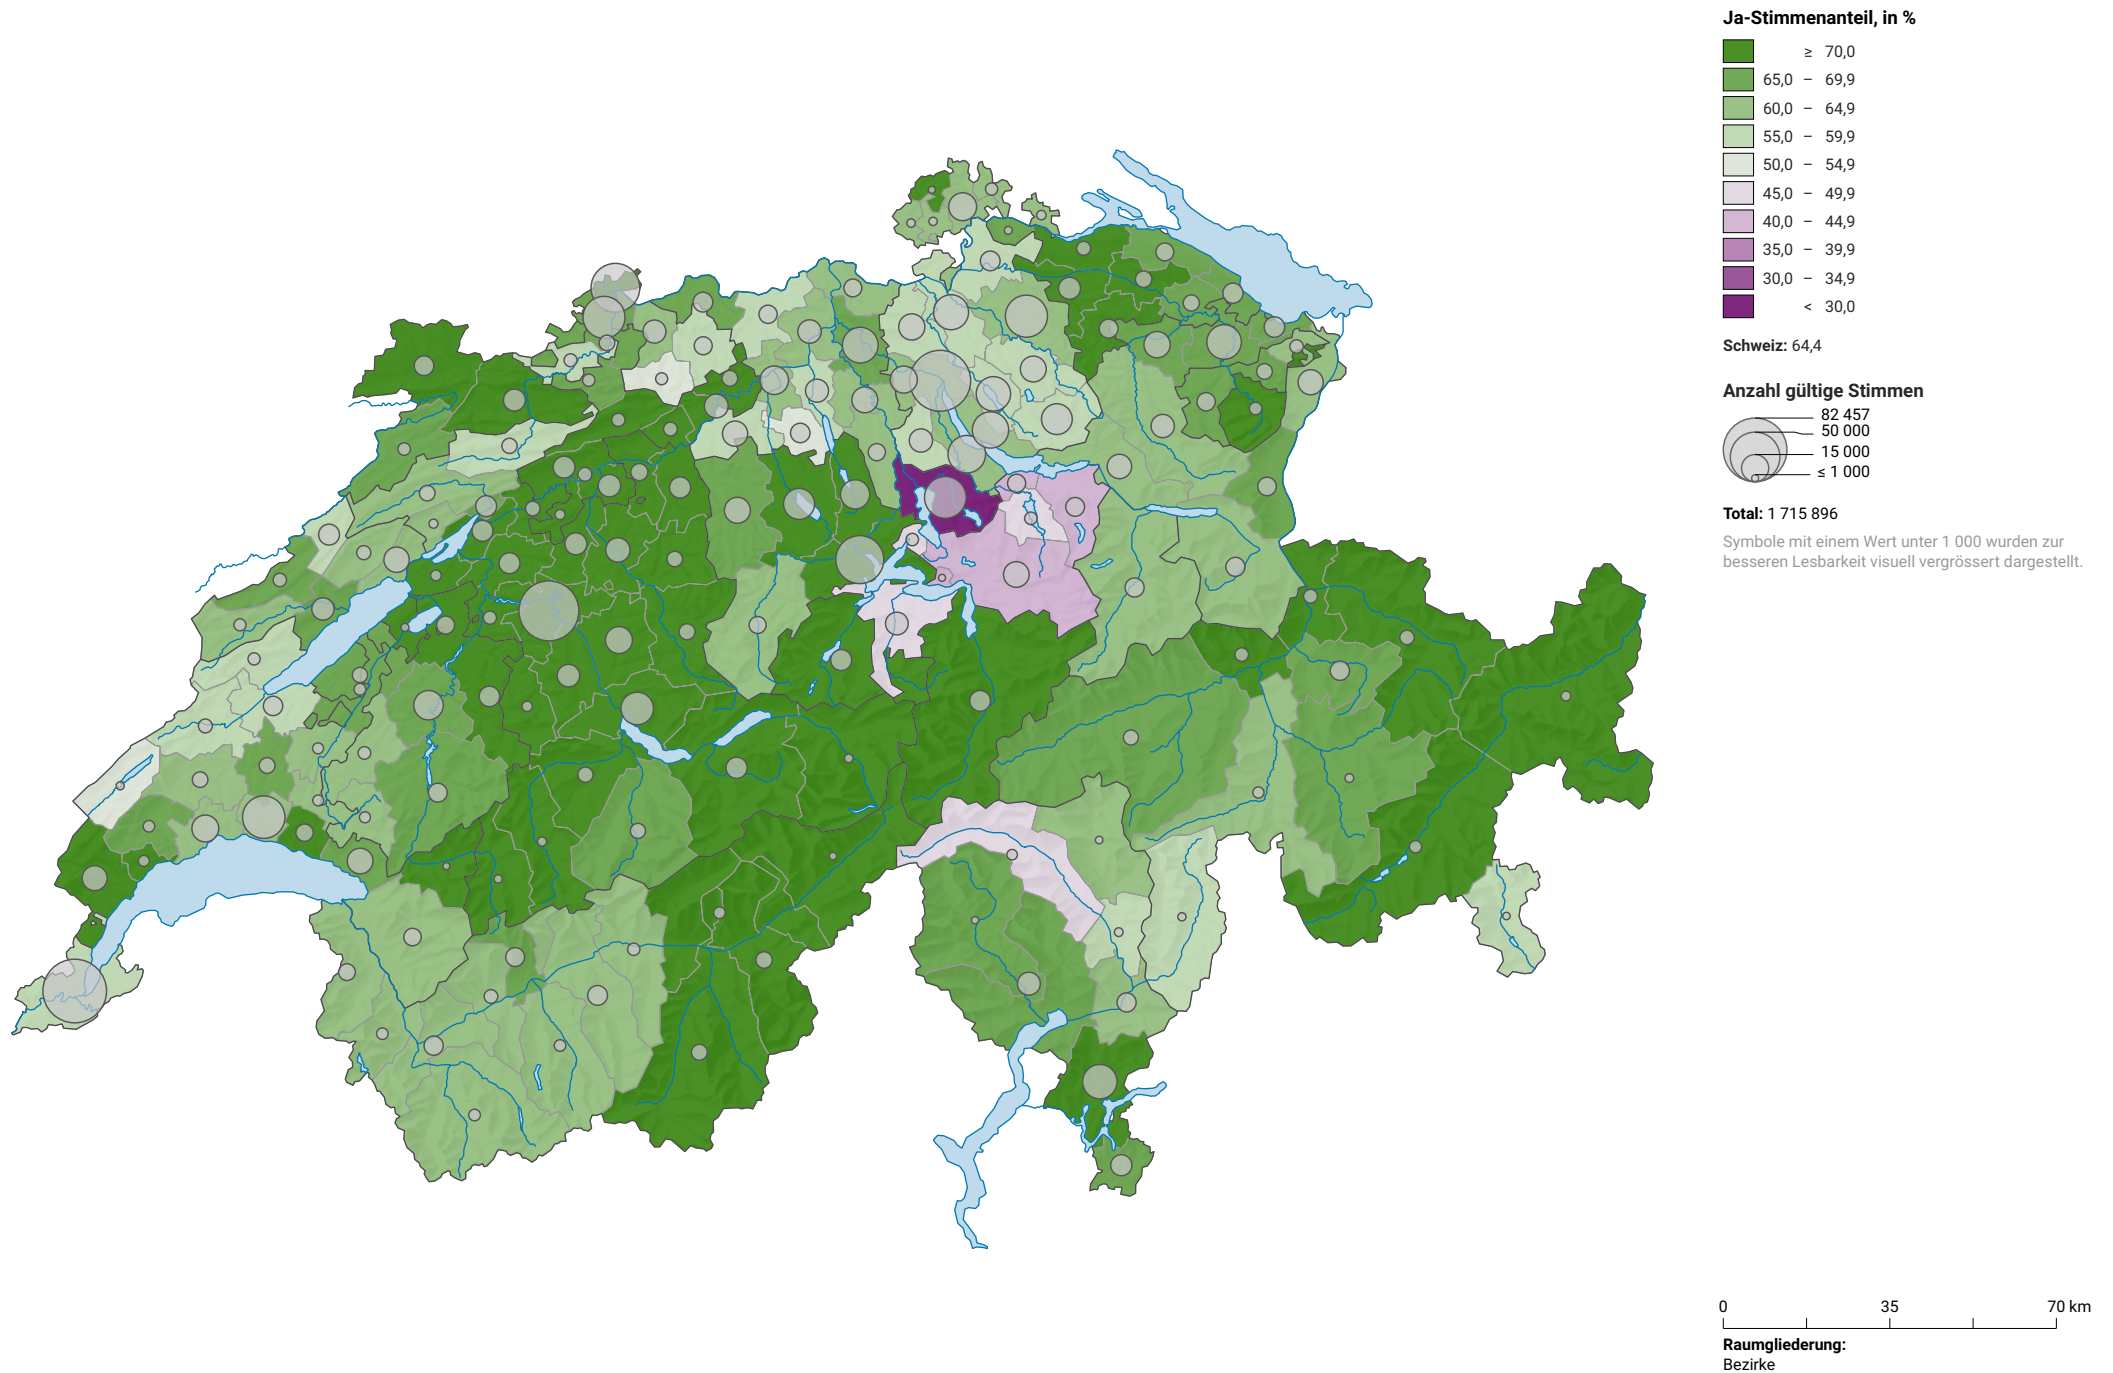 Ja-Stimmenanteil, in %
≥ 70,0
65,0 – 69,9
60,0 – 64,9
55,0 – 59,9
50,0 – 54,9
45,0 – 49,9
40,0 – 44,9
35,0 – 39,9
30,0 – 34,9
< 30,0
Schweiz: 64,4
Anzahl gültige Stimmen
82 457
50 000
15 000
≤ 1 000
Total: 1 715 896
Symbole mit einem Wert unter 1 000 wurden zur
besseren Lesbarkeit visuell vergrössert dargestellt.
0 35 70 km
Raumgliederung:
Bezirke